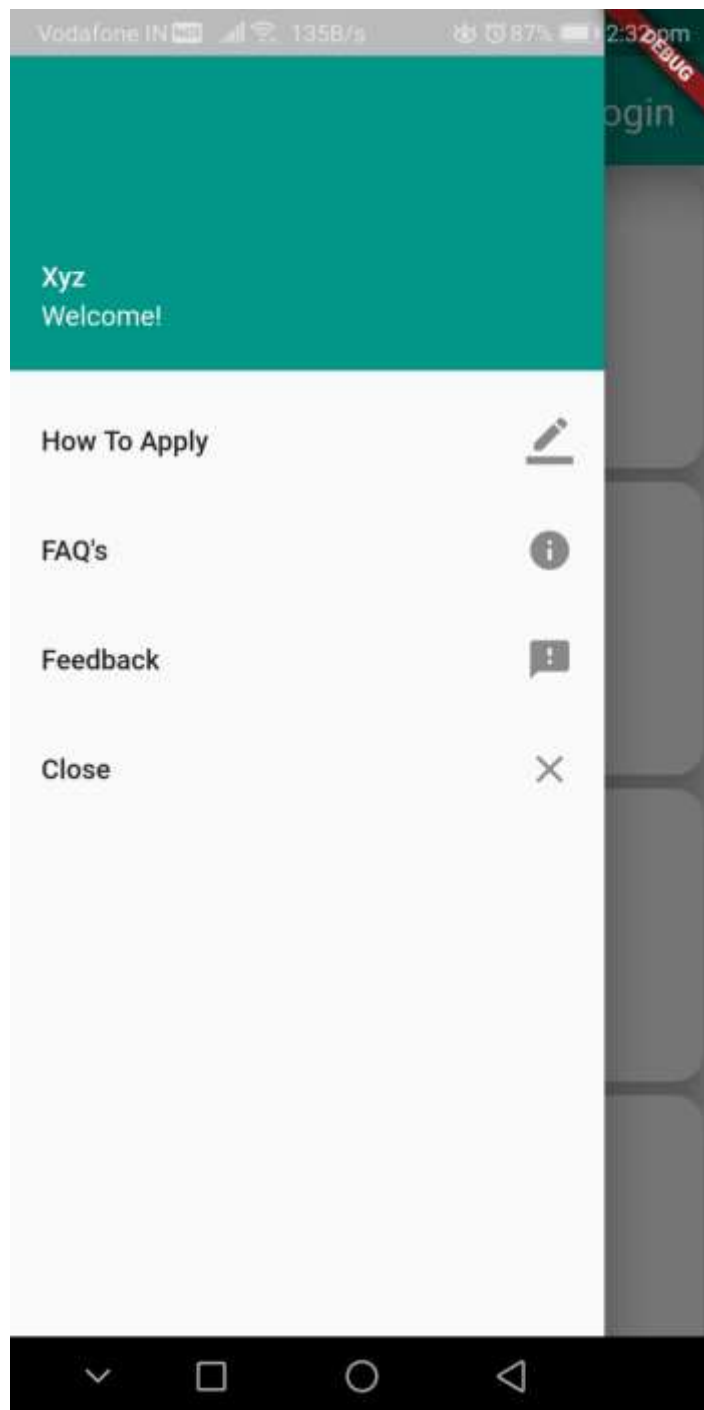 Vodafone IN 135B/s 87% 2:32 pm
DEBUG
ogin
Xyz
Welcome!
How To Apply
FAQ's
Feedback
Close